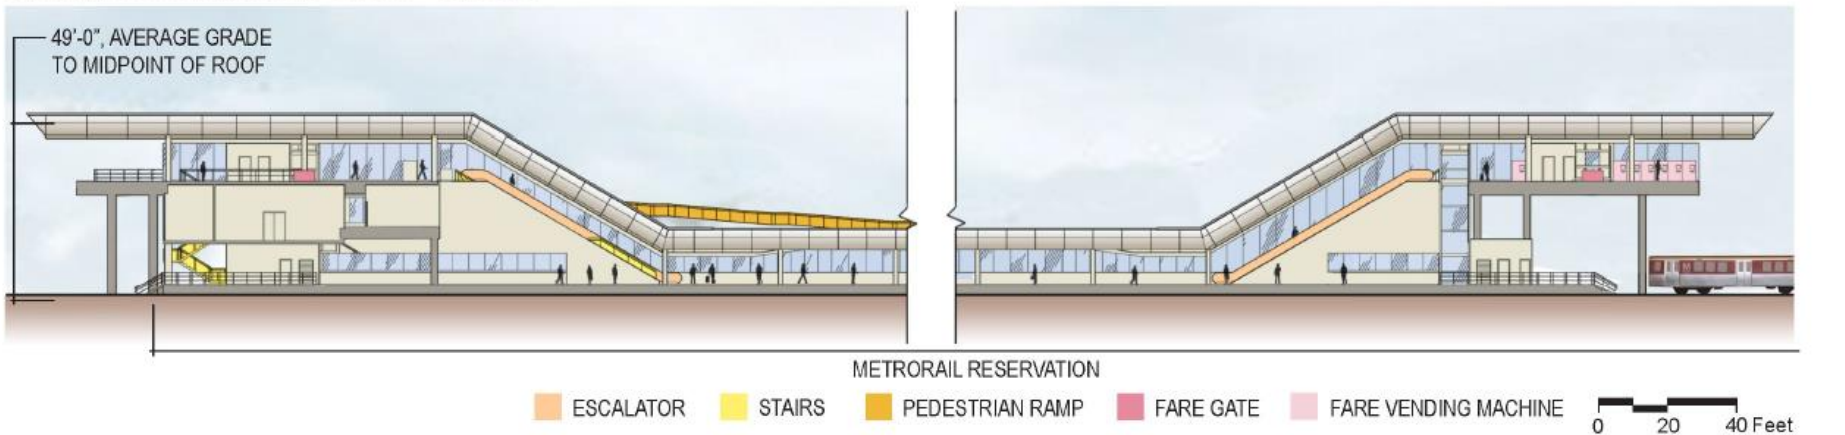 49'-0", AVERAGE GRADE
TO MIDPOINT OF ROOF
METRORAIL RESERVATION
ESCALATOR
STAIRS
PEDESTRIAN RAMP
FARE GATE
FARE VENDING MACHINE
0 20 40 Feet